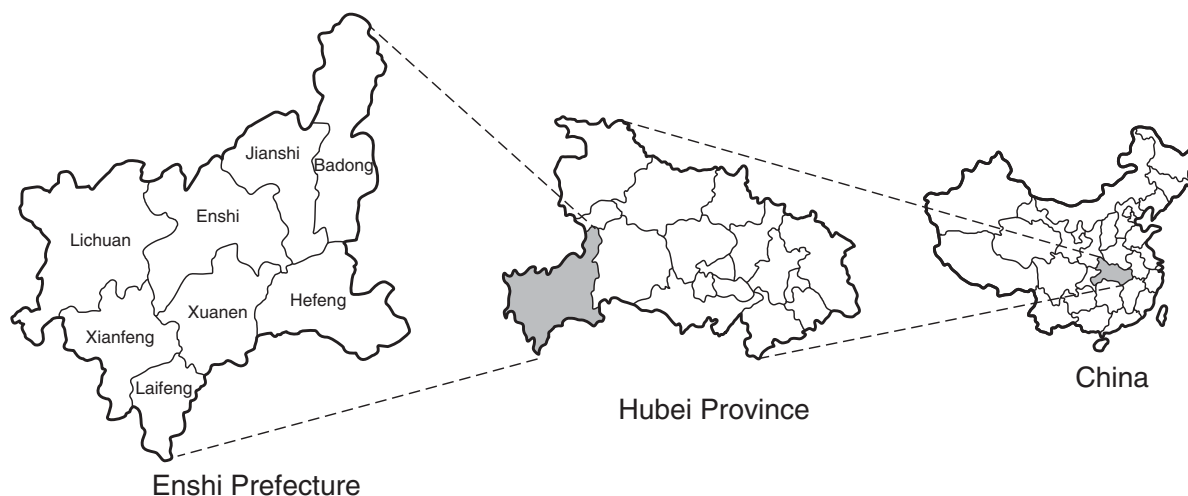 Jianshi
Badong
Enshi
Lichuan
Hefeng
Xuanen
Xianfeng
Laifeng
China
Hubei Province
Enshi Prefecture